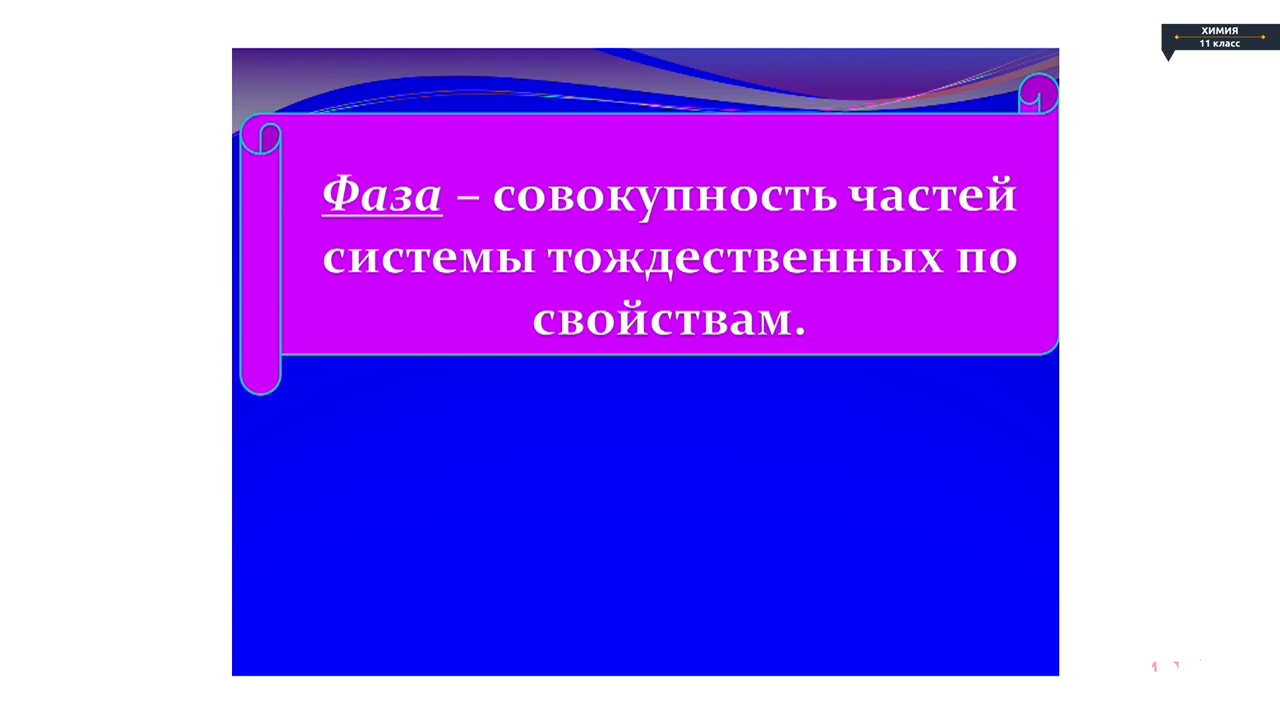 ХИМИЯ
11 класс
Фаза – совокупность частей
системы тождественных по
свойствам.